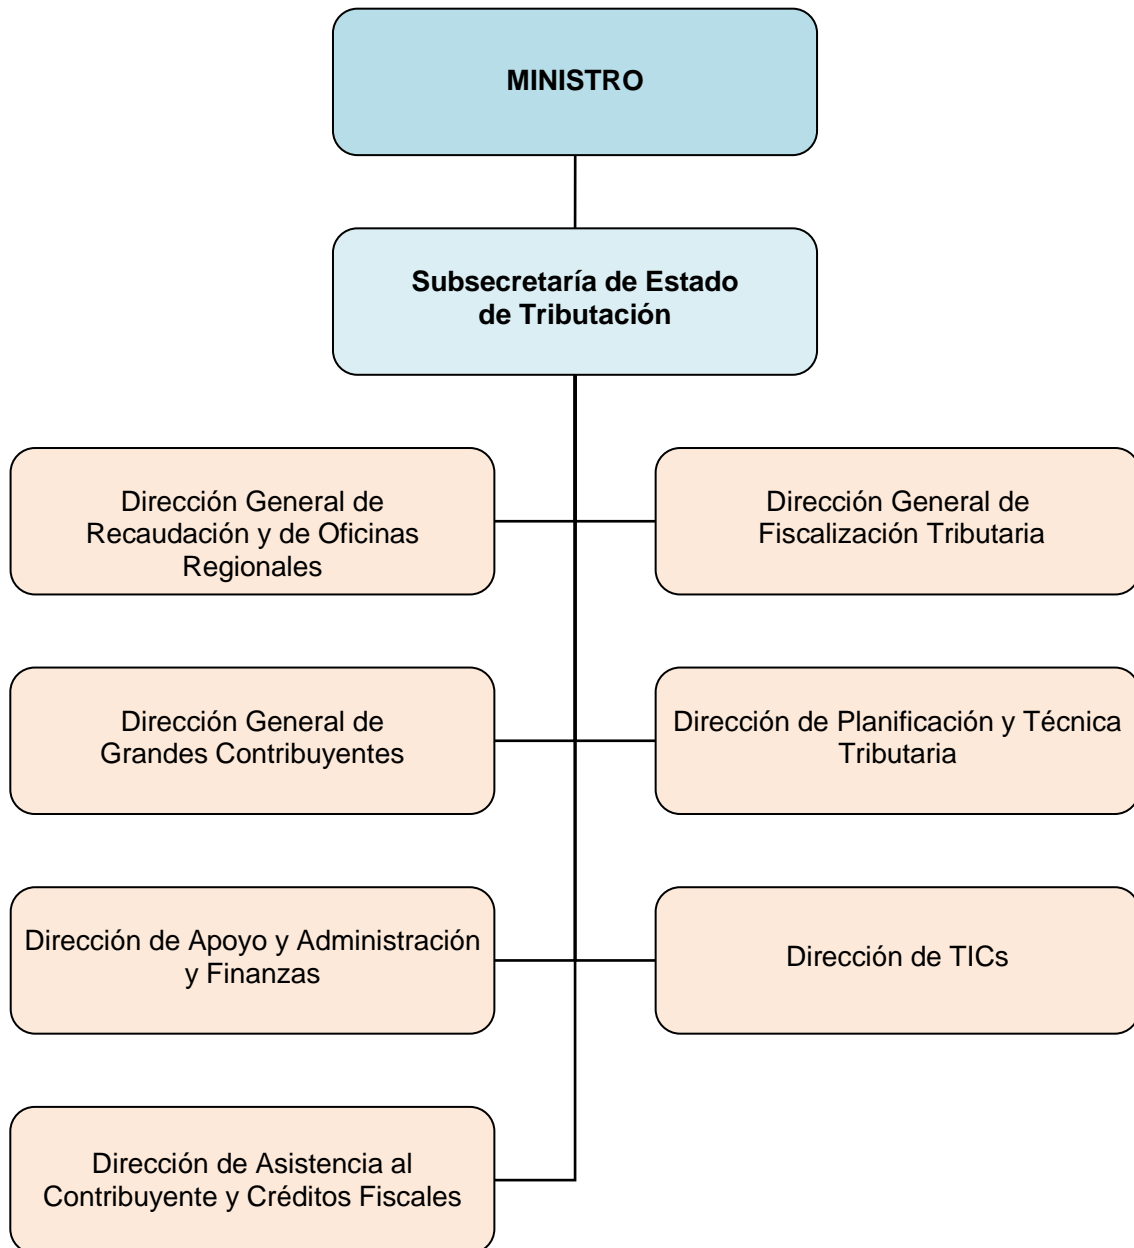 MINISTRO
Subsecretaría de Estado
de Tributación
Dirección General de
Recaudación y de Oficinas
Regionales
Dirección General de
Fiscalización Tributaria
Dirección General de
Grandes Contribuyentes
Dirección de Planificación y Técnica
Tributaria
Dirección de Apoyo y Administración
y Finanzas
Dirección de TICs
Dirección de Asistencia al
Contribuyente y Créditos Fiscales